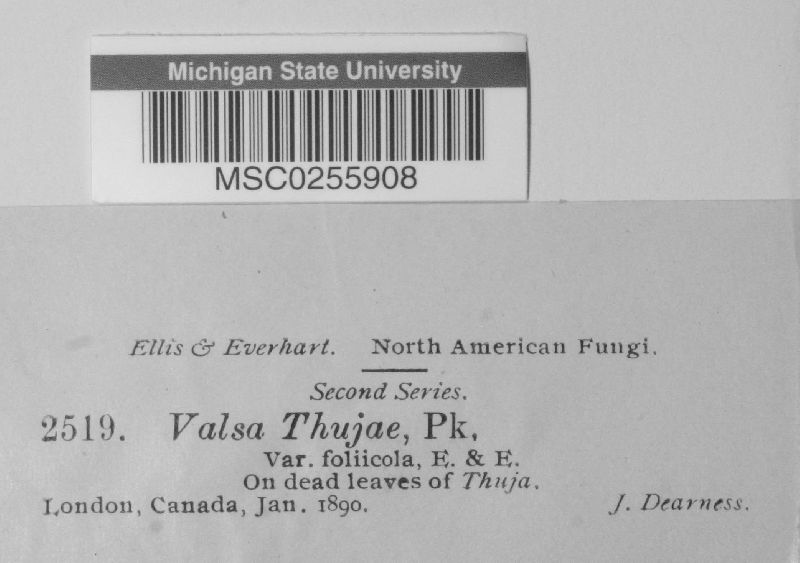 Michigan State University
MSC0255908
Ellis & Everhart. North American Fungi.
Second Series.
2519. Valsa Thujae, Pk.
Var. foliicola, E. & E.
On dead leaves of Thuja.
London, Canada, Jan. 1890. J. Dearness.